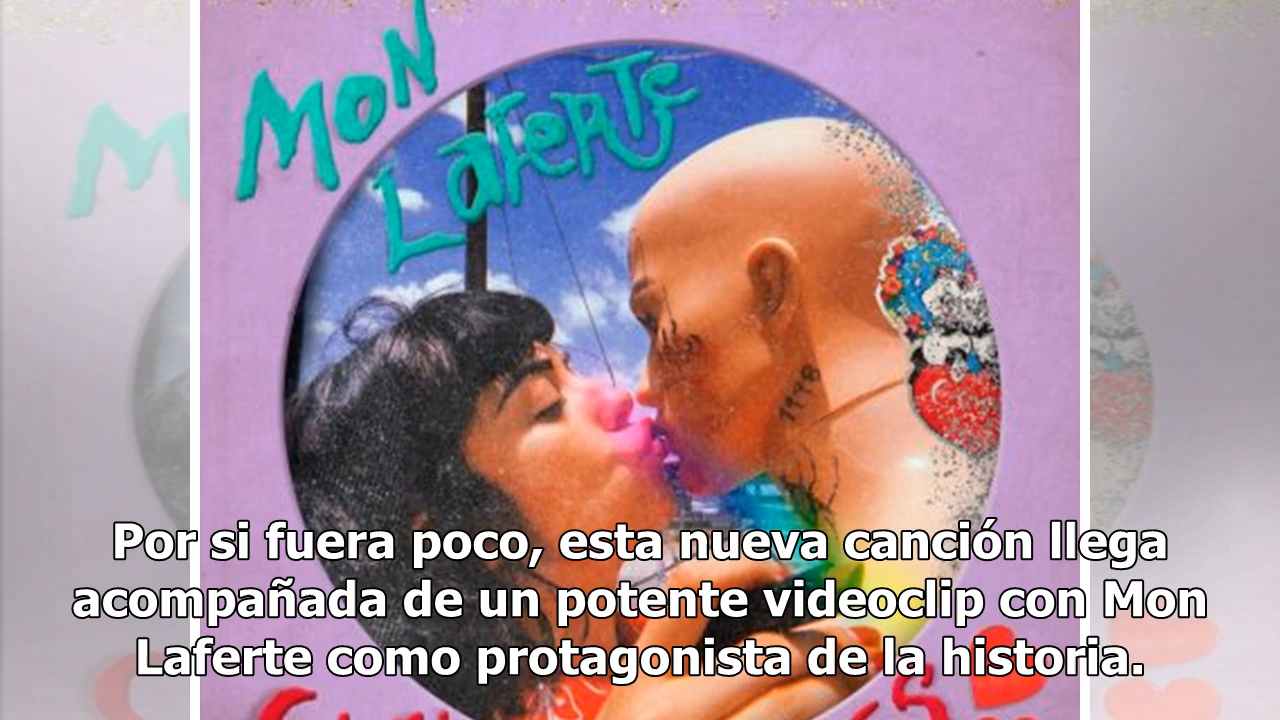 Mon
Laferte
1998
Por si fuera poco, esta nueva canción llega
acompañada de un potente videoclip con Mon
Laferte como protagonista de la historia.